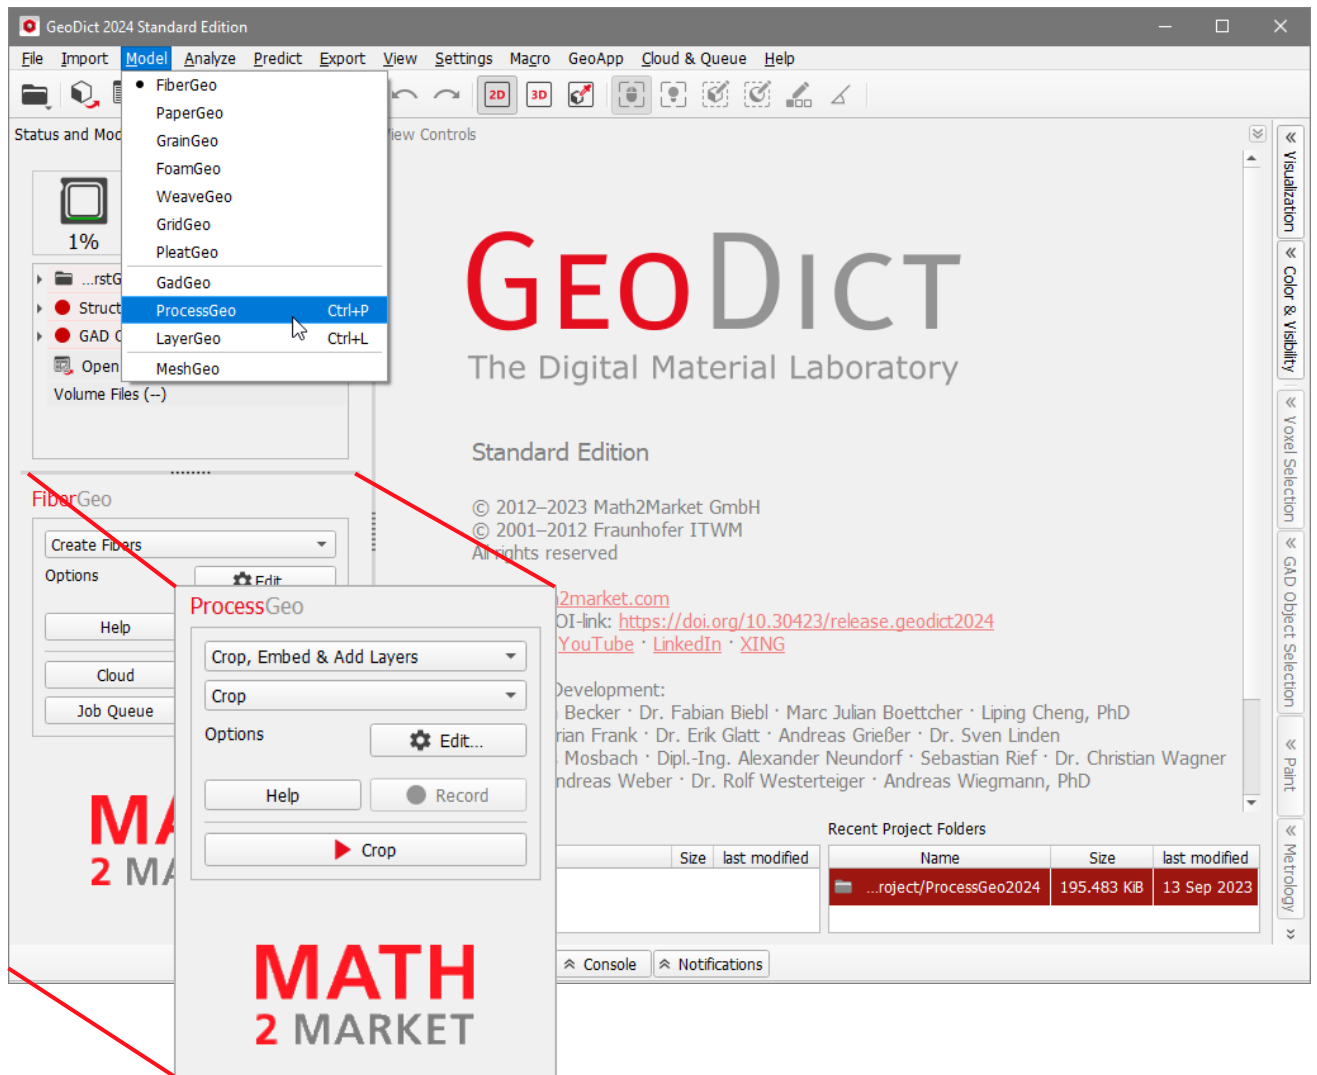 GeoDict 2024 Standard Edition
File Import Model Analyze Predict Export View Settings Macro GeoApp Cloud & Queue Help
FiberGeo
PaperGeo
GrainGeo
FoamGeo
WeaveGeo
GridGeo
PleatGeo
GadGeo
ProcessGeo Ctrl+P
LayerGeo Ctrl+L
MeshGeo
2D 3D
Status and Mod
View Controls
1%
...rstG
Struct
GAD O
Open
Volume Files (--)
GEODICT
The Digital Material Laboratory
Standard Edition
© 2012–2023 Math2Market GmbH
© 2001–2012 Fraunhofer ITWM
All rights reserved
2market.com
OI-link: https://doi.org/10.30423/release.geodict2024
YouTube · LinkedIn · XING
Development:
Becker · Dr. Fabian Biebl · Marc Julian Boettcher · Liping Cheng, PhD
rian Frank · Dr. Erik Glatt · Andreas Grießer · Dr. Sven Linden
Mosbach · Dipl.-Ing. Alexander Neundorf · Sebastian Rief · Dr. Christian Wagner
ndreas Weber · Dr. Rolf Westerteiger · Andreas Wiegmann, PhD
FiberGeo
Create Fibers
Options Edit
Help
Cloud
Job Queue
MA
2 MA
ProcessGeo
Crop, Embed & Add Layers
Crop
Options Edit...
Help Record
Crop
MATH
2 MARKET
Size last modified
Recent Project Folders
Name Size last modified
...roject/ProcessGeo2024 195.483 KiB 13 Sep 2023
Console Notifications
Visualization
Color & Visibility
Voxel Selection
GAD Object Selection
Paint
Metrology